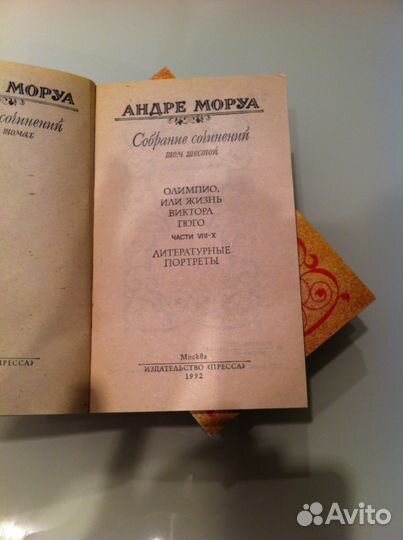 МОРУА
сочинений
томах
ПРЕССА»
АНДРЕ МОРУА
Собрание сочинений
том шестой
ОЛИМПИО,
ИЛИ ЖИЗНЬ
ВИКТОРА
ГЮГО
ЧАСТИ VIII-X
ЛИТЕРАТУРНЫЕ
ПОРТРЕТЫ
Москва
ИЗДАТЕЛЬСТВО «ПРЕССА»
1992
Avito